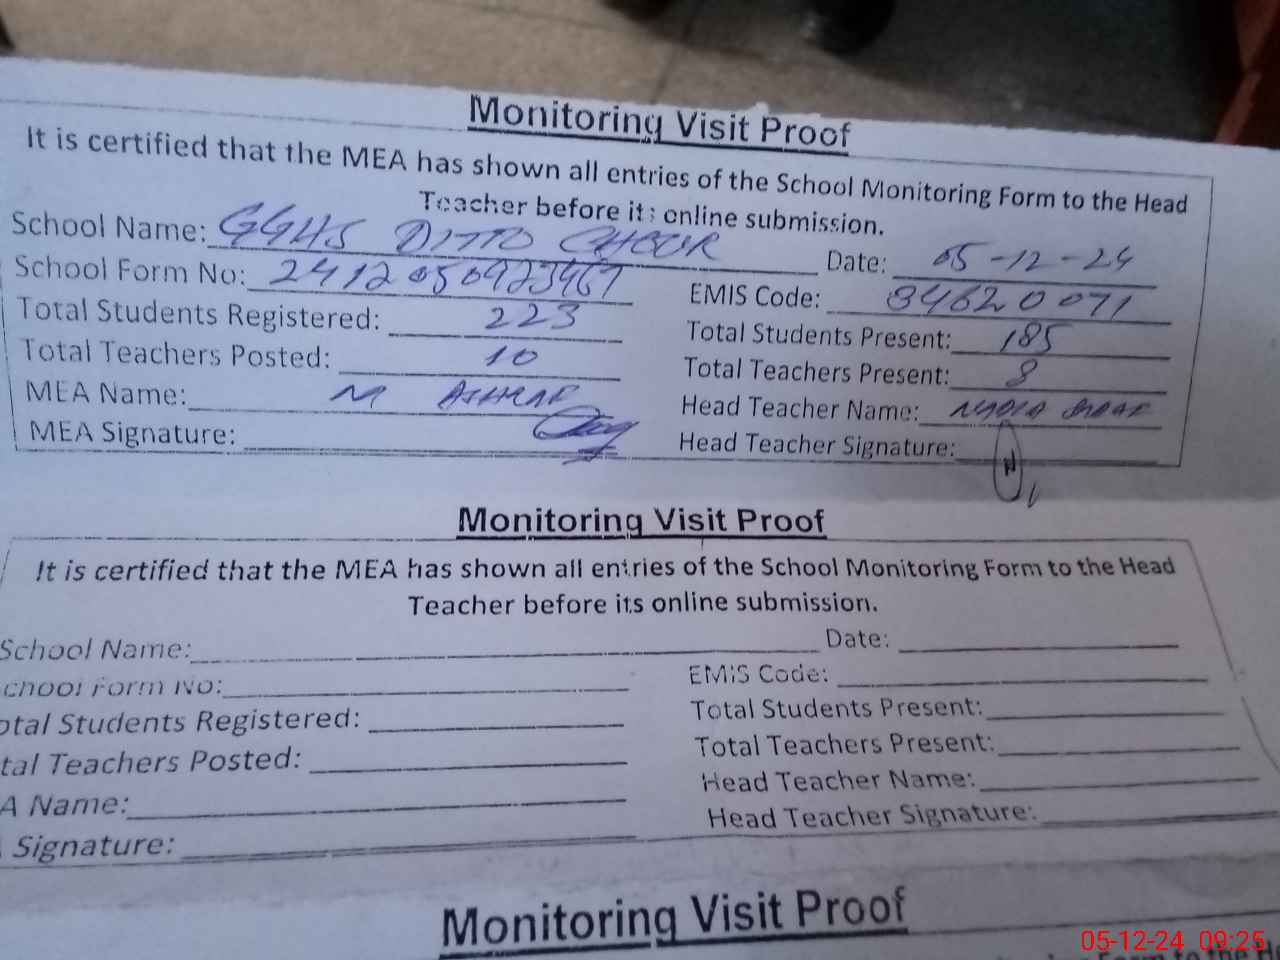 Monitoring Visit Proof
It is certified that the MEA has shown all entries of the School Monitoring Form to the Head
Teacher before its online submission.
School Name: GGHS DITTO CHOUR Date: 05-12-24
School Form No: 2412050923467 EMIS Code: 34620071
Total Students Registered: 223 Total Students Present: 185
Total Teachers Posted: 10 Total Teachers Present: 8
MEA Name: M ASHRAF Head Teacher Name:
MEA Signature: Head Teacher Signature:
Monitoring Visit Proof
It is certified that the MEA has shown all entries of the School Monitoring Form to the Head
Teacher before its online submission.
School Name: Date:
chool Form No: EMIS Code:
otal Students Registered: Total Students Present:
tal Teachers Posted: Total Teachers Present:
A Name: Head Teacher Name:
Signature: Head Teacher Signature:
Monitoring Visit Proof
Form to the He
05-12-24 09:25